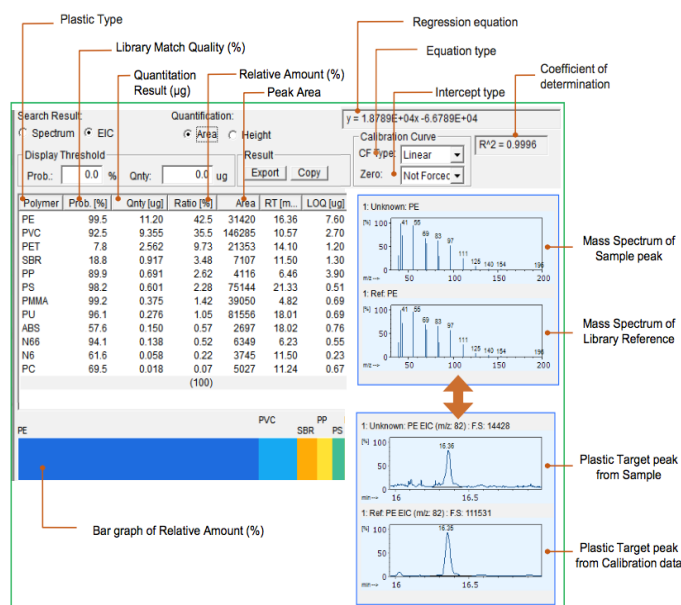 Plastic Type
Library Match Quality (%)
Quantitation
Result (µg)
Relative Amount (%)
Peak Area
Regression equation
Equation type
Intercept type
Coefficient of
determination
Search Result:
Spectrum EIC
Quantification:
Area Height
y = 1.8789E+04x -6.6789E+04
Display Threshold
Prob.: 0.0 % Qnty: 0.0 ug
Result
Export Copy
Calibration Curve
CF Type: Linear
Zero: Not Forcec
R^2 = 0.9996
Polymer Prob. [%] Qnty [ug] Ratio [%] Area RT [m... LOQ [ug]
PE 99.5 11.20 42.5 31420 16.36 7.60
PVC 92.5 9.355 35.5 146285 10.57 2.70
PET 7.8 2.562 9.73 21353 14.10 1.20
SBR 18.8 0.917 3.48 7107 11.50 1.30
PP 89.9 0.691 2.62 4116 6.46 3.90
PS 98.2 0.601 2.28 75144 21.33 0.51
PMMA 99.2 0.375 1.42 39050 4.82 0.69
PU 96.1 0.276 1.05 81556 18.01 0.69
ABS 57.6 0.150 0.57 2697 18.02 0.76
N66 94.1 0.138 0.52 6349 6.23 0.55
N6 61.6 0.058 0.22 3745 11.50 0.23
PC 69.5 0.018 0.07 5027 11.24 0.67
(100)
PE PVC SBR PP PS
Bar graph of Relative Amount (%)
1: Unknown: PE
[%] 100
50
0
41 55 69 83 97 111 125 140 154 196
m/z--> 50 100 150 200
Mass Spectrum of
Sample peak
1: Ref: PE
[%] 100
50
0
41 55 69 83 97 111 125 140 154 196
m/z--> 50 100 150 200
Mass Spectrum of
Library Reference
1: Unknown: PE EIC (m/z: 82) : F.S: 14428
[%] 100
50
0
16.36
min--> 16 16.5
Plastic Target peak
from Sample
1: Ref: PE EIC (m/z: 82) : F.S: 111531
[%] 100
50
0
16.35
min--> 16 16.5
Plastic Target peak
from Calibration data